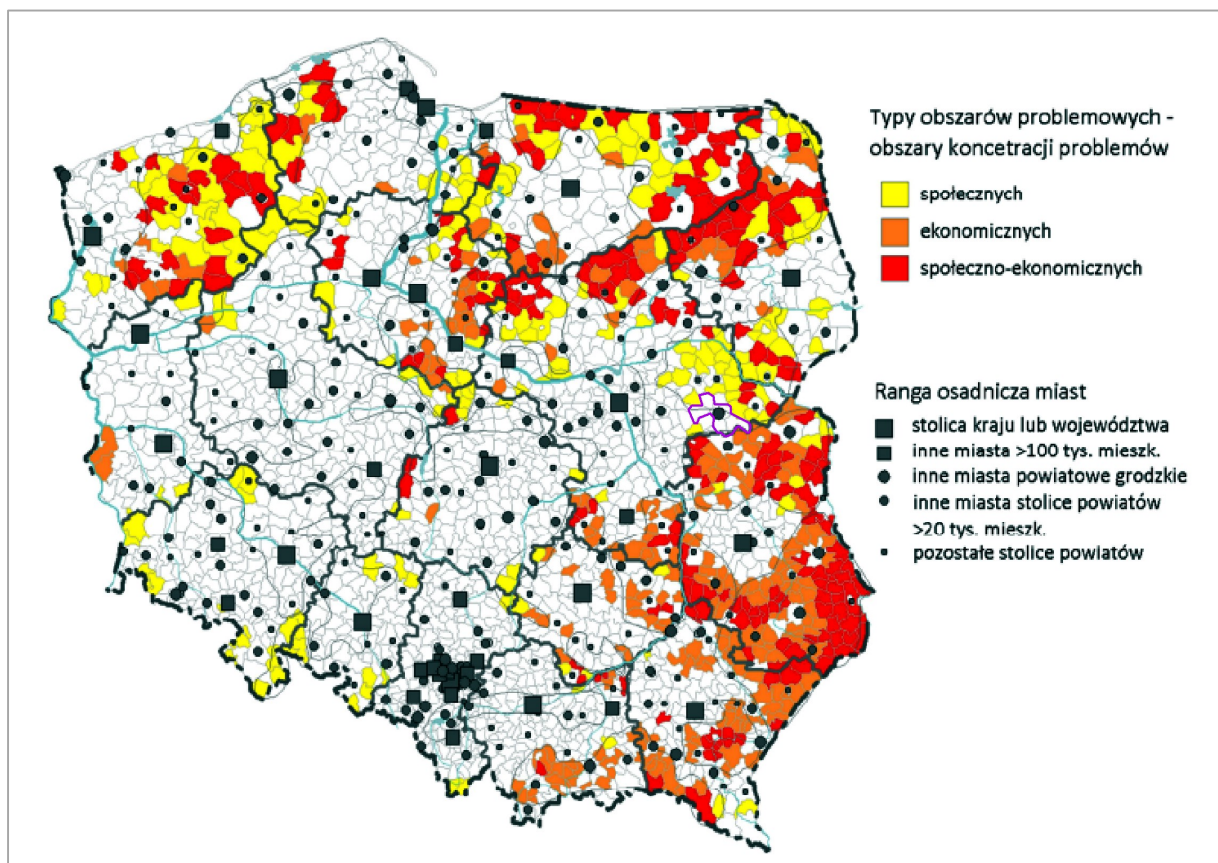 Typy obszarów problemowych -
obszary koncetracji problemów
społecznych
ekonomicznych
społeczno-ekonomicznych
Ranga osadnicza miast
stolica kraju lub województwa
inne miasta >100 tys. mieszk.
inne miasta powiatowe grodzkie
inne miasta stolice powiatów
>20 tys. mieszk.
pozostałe stolice powiatów